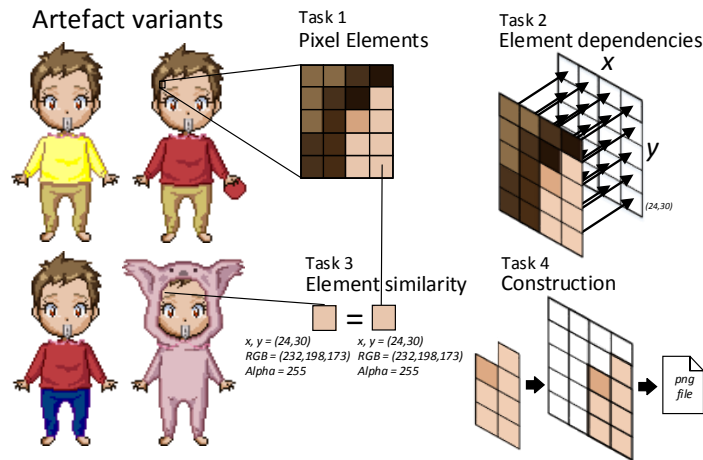 Artefact variants
Task 1
Pixel Elements
Task 2
Element dependencies
x
y
(24,30)
Task 3
Element similarity
=
x, y = (24,30)
RGB = (232,198,173)
Alpha = 255
x, y = (24,30)
RGB = (232,198,173)
Alpha = 255
Task 4
Construction
png
file